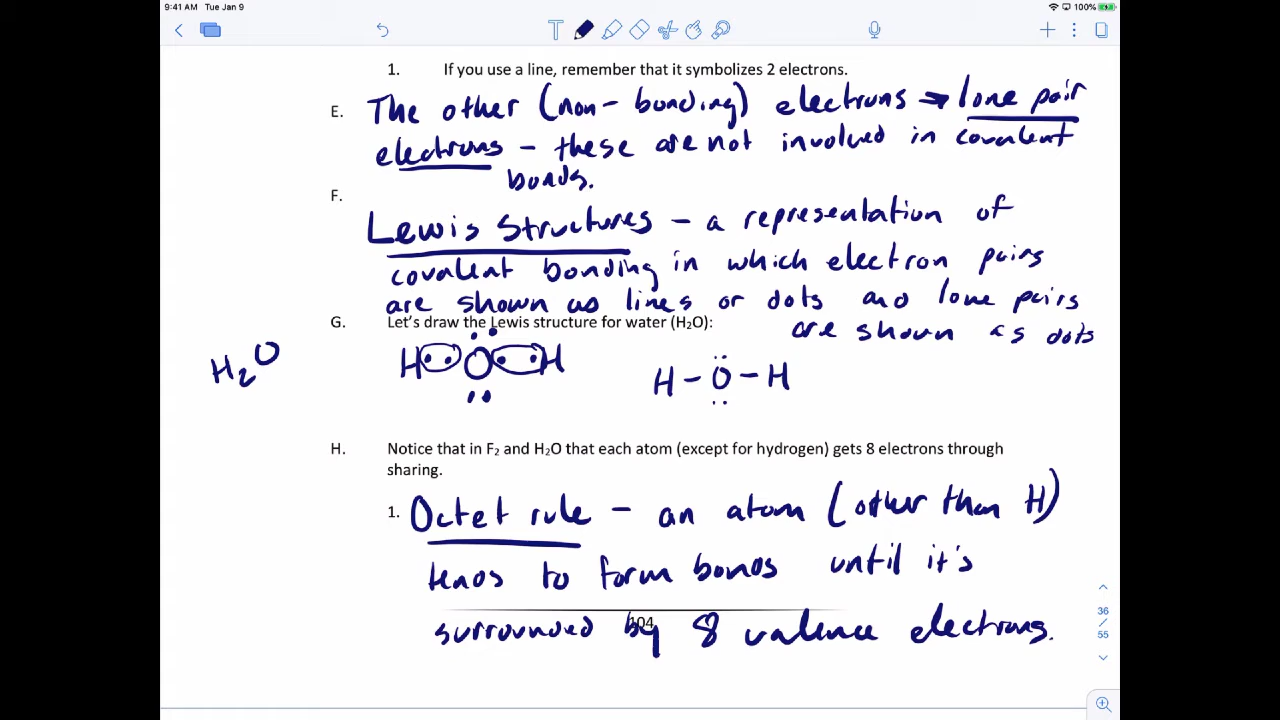 9:41 AM Tue Jan 9
100%
1. If you use a line, remember that it symbolizes 2 electrons.
E. The other (non-bonding) electrons → lone pair
electrons - these are not involved in covalent
bonds.
F.
Lewis Structures - a representation of
covalent bonding in which electron pairs
are shown as lines or dots and lone pairs
are shown as dots
G. Let's draw the Lewis structure for water (H₂O):
H₂O
H : O : H
H - O - H
H. Notice that in F₂ and H₂O that each atom (except for hydrogen) gets 8 electrons through
sharing.
1. Octet rule - an atom (other than H)
tends to form bonds until it's
surrounded by 8 valence electrons.
104
36
/
55